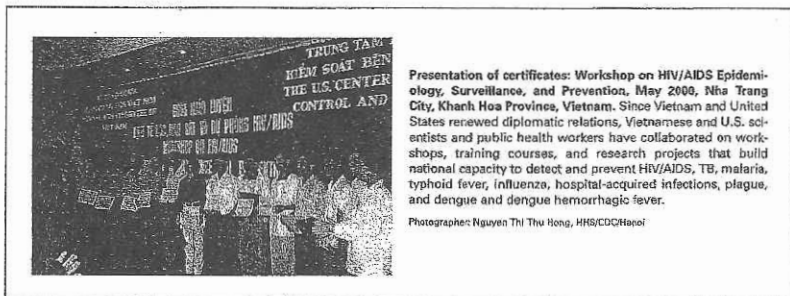 TRUNG TÂM
KIỂM SOÁT BỆN
THE U.S. CENTER
CONTROL AND
HIV/AIDS
Presentation of certificates: Workshop on HIV/AIDS Epidemi-
ology, Surveillance, and Prevention, May 2000, Nha Trang
City, Khanh Hoa Province, Vietnam. Since Vietnam and United
States renewed diplomatic relations, Vietnamese and U.S. sci-
entists and public health workers have collaborated on work-
shops, training courses, and research projects that build
national capacity to detect and prevent HIV/AIDS, TB, malaria,
typhoid fever, influenza, hospital-acquired infections, plague,
and dengue and dengue hemorrhagic fever.
Photographer: Nguyen Thi Thu Hong, HHS/CDC/Hanoi